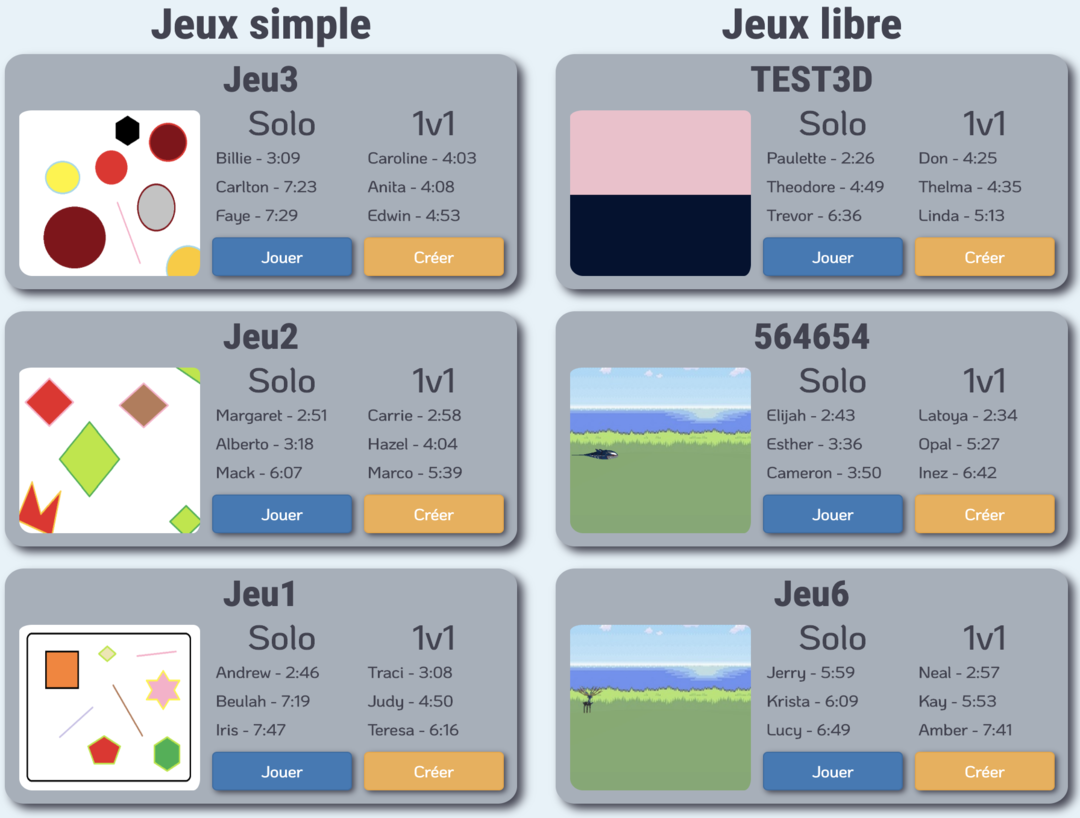 Jeux simple
Jeu3
Solo 1v1
Billie - 3:09 Caroline - 4:03
Carlton - 7:23 Anita - 4:08
Faye - 7:29 Edwin - 4:53
Jouer Créer
Jeu2
Solo 1v1
Margaret - 2:51 Carrie - 2:58
Alberto - 3:18 Hazel - 4:04
Mack - 6:07 Marco - 5:39
Jouer Créer
Jeu1
Solo 1v1
Andrew - 2:46 Traci - 3:08
Beulah - 7:19 Judy - 4:50
Iris - 7:47 Teresa - 6:16
Jouer Créer
Jeux libre
TEST3D
Solo 1v1
Paulette - 2:26 Don - 4:25
Theodore - 4:49 Thelma - 4:35
Trevor - 6:36 Linda - 5:13
Jouer Créer
564654
Solo 1v1
Elijah - 2:43 Latoya - 2:34
Esther - 3:36 Opal - 5:27
Cameron - 3:50 Inez - 6:42
Jouer Créer
Jeu6
Solo 1v1
Jerry - 5:59 Neal - 2:57
Krista - 6:09 Kay - 5:53
Lucy - 6:49 Amber - 7:41
Jouer Créer